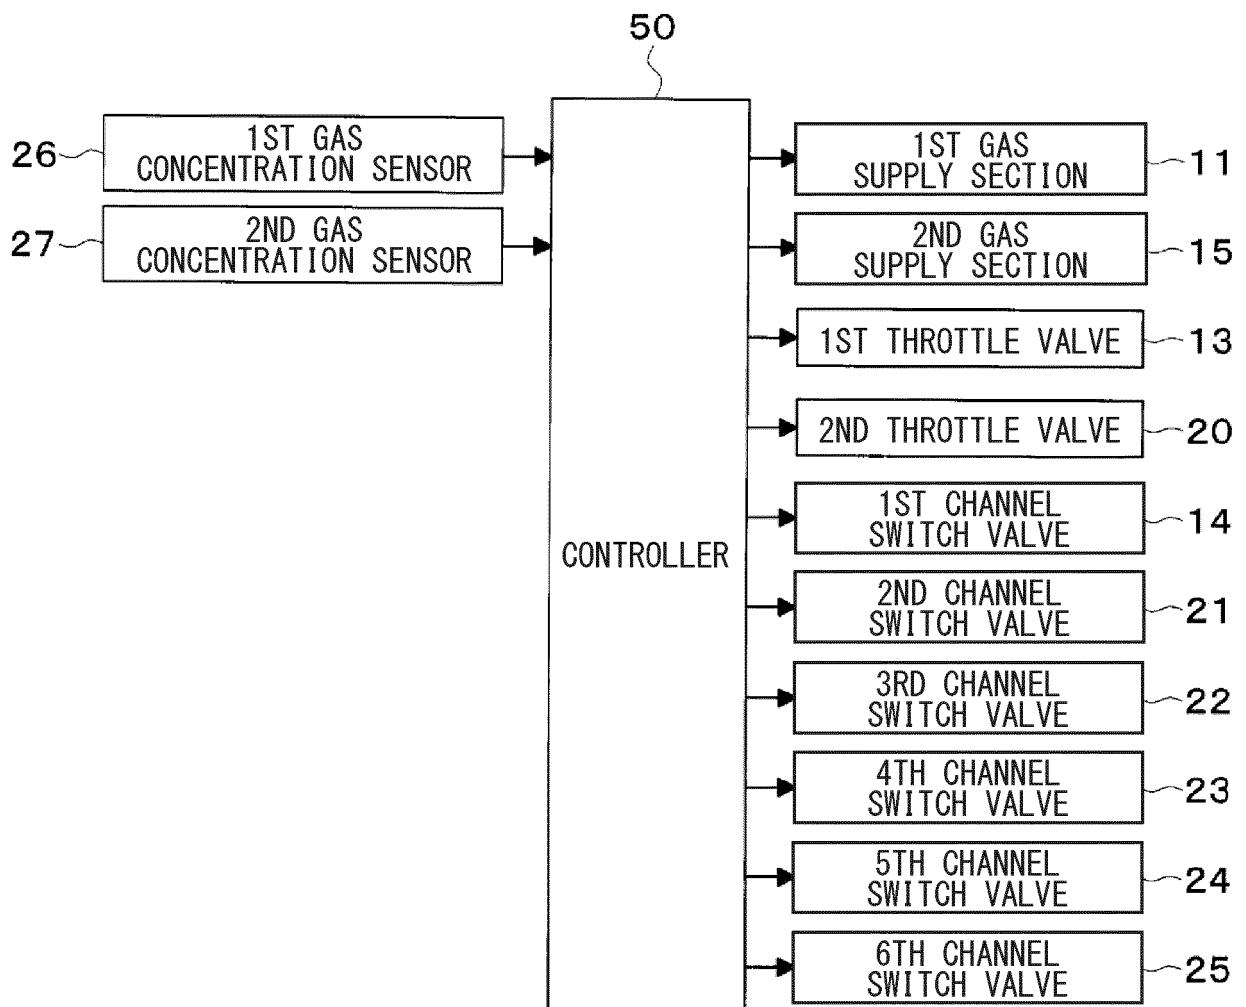 50
26
1ST GAS
CONCENTRATION SENSOR
27
2ND GAS
CONCENTRATION SENSOR
CONTROLLER
1ST GAS
SUPPLY SECTION
11
2ND GAS
SUPPLY SECTION
15
1ST THROTTLE VALVE
13
2ND THROTTLE VALVE
20
1ST CHANNEL
SWITCH VALVE
14
2ND CHANNEL
SWITCH VALVE
21
3RD CHANNEL
SWITCH VALVE
22
4TH CHANNEL
SWITCH VALVE
23
5TH CHANNEL
SWITCH VALVE
24
6TH CHANNEL
SWITCH VALVE
25